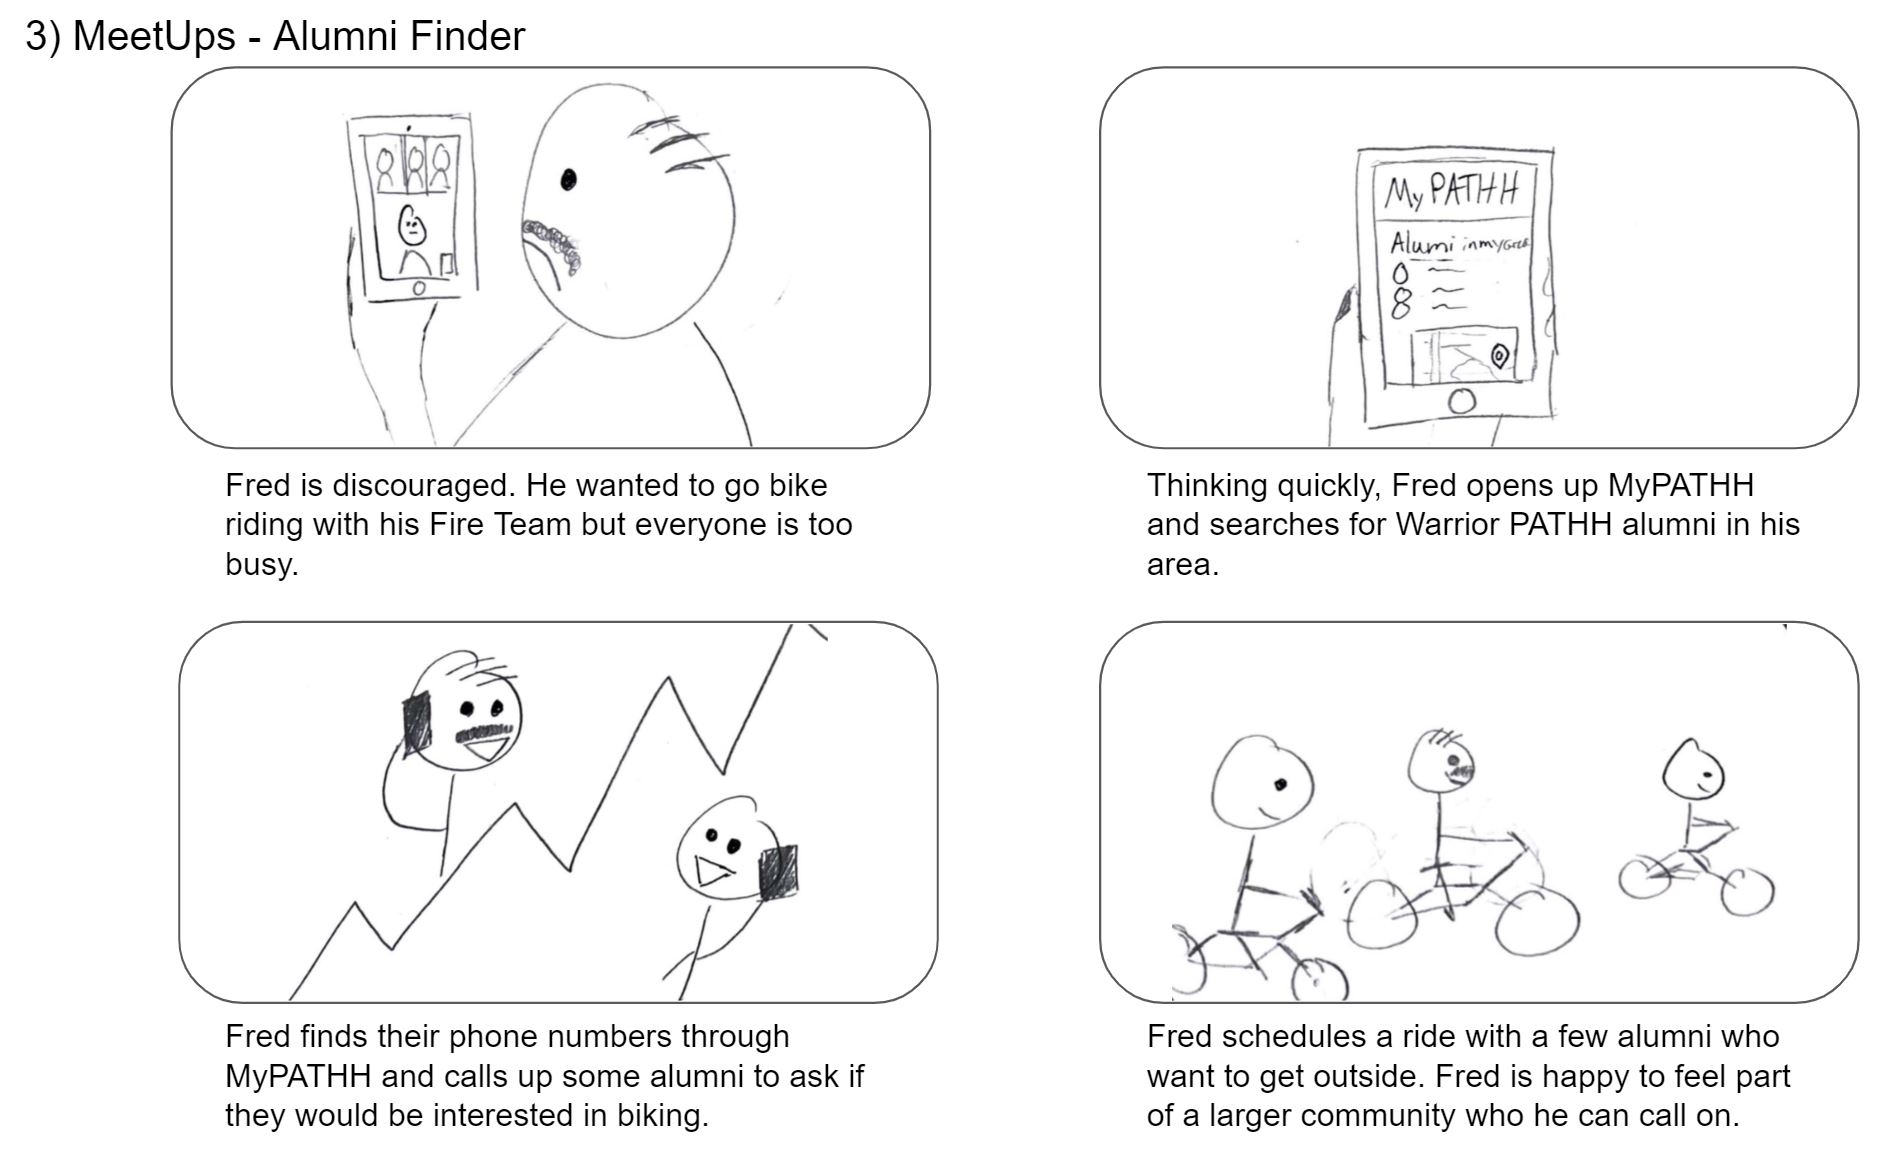 3) MeetUps - Alumni Finder
Fred is discouraged. He wanted to go bike
riding with his Fire Team but everyone is too
busy.
My PATHH
Alumi in my
Thinking quickly, Fred opens up MyPATHH
and searches for Warrior PATHH alumni in his
area.
Fred finds their phone numbers through
MyPATHH and calls up some alumni to ask if
they would be interested in biking.
Fred schedules a ride with a few alumni who
want to get outside. Fred is happy to feel part
of a larger community who he can call on.